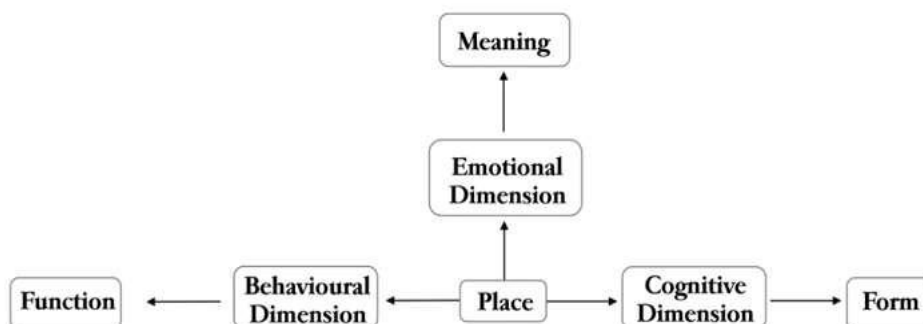 Meaning
Emotional
Dimension
Function
Behavioural
Dimension
Place
Cognitive
Dimension
Form